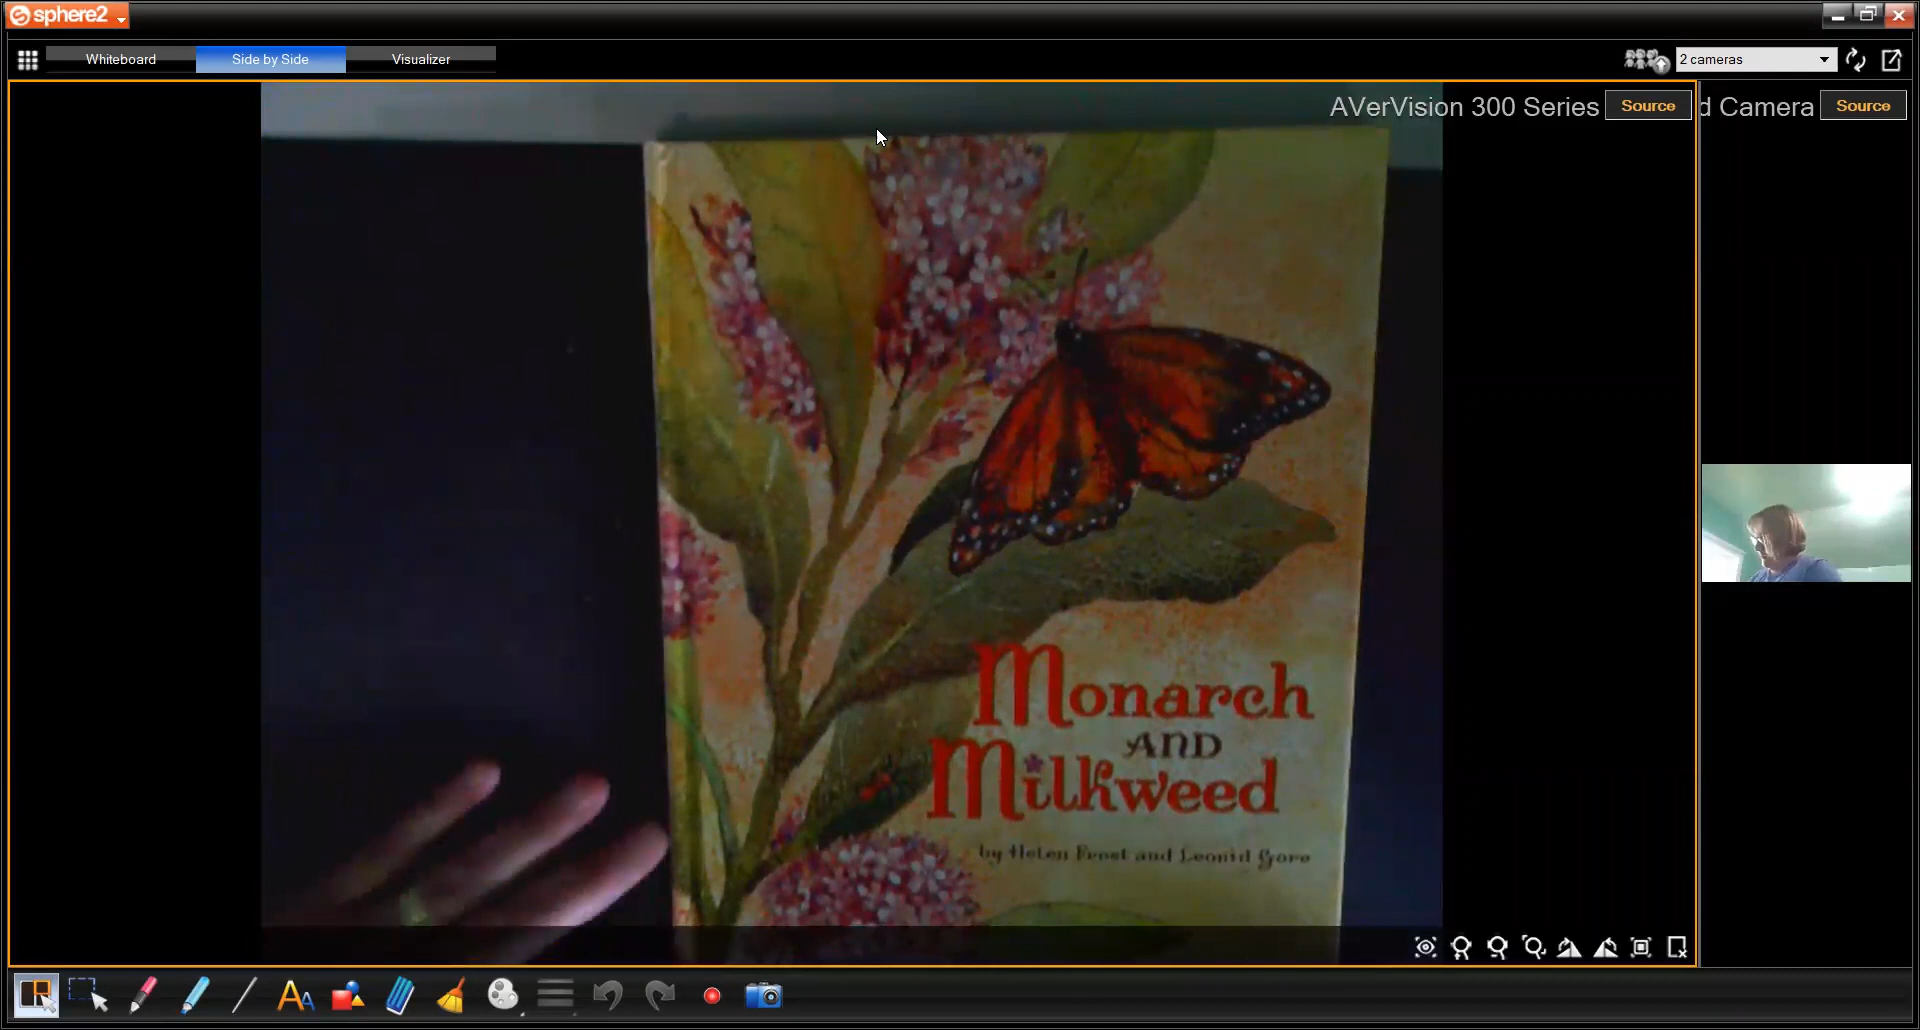 sphere2
Whiteboard
Side by Side
Visualizer
2 cameras
AVerVision 300 Series
Source
d Camera
Source
Monarch
AND
Milkweed
by Helen Frost and Leonid Gore